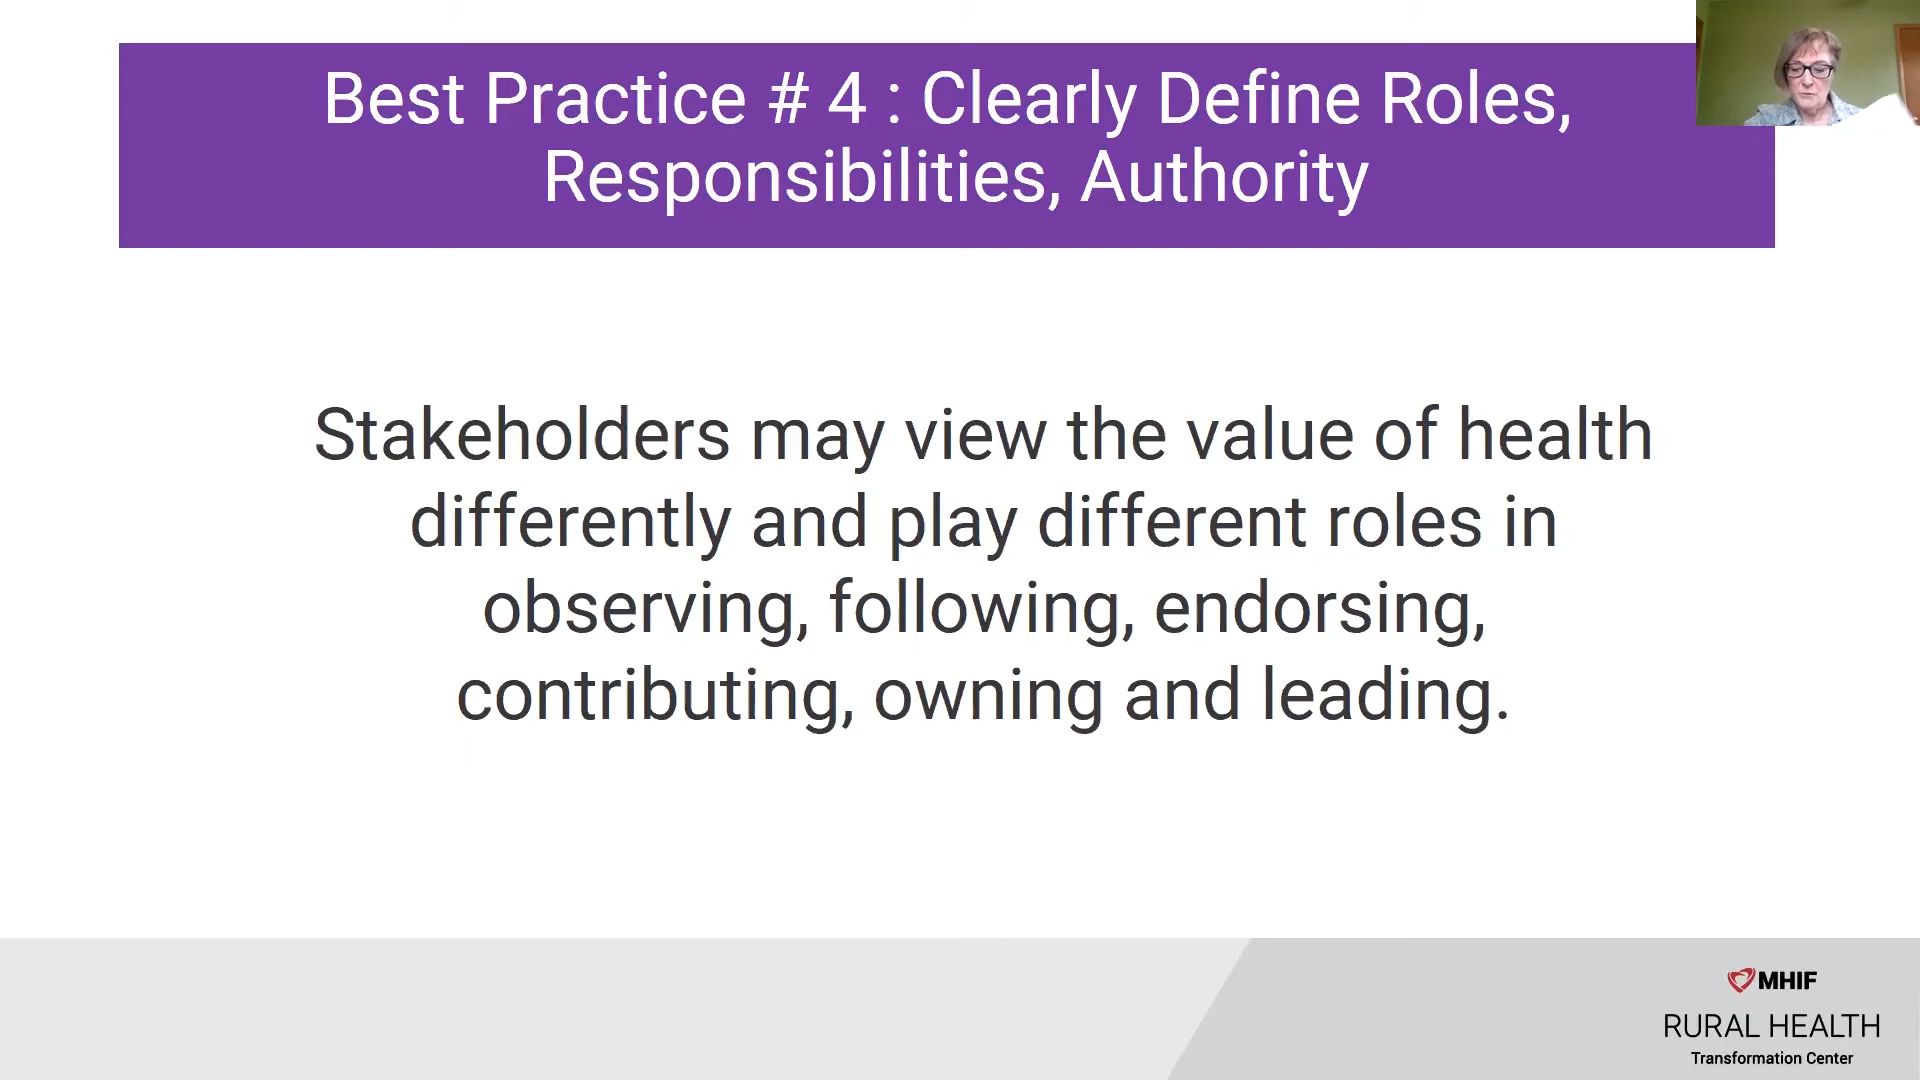 Best Practice # 4 : Clearly Define Roles,
Responsibilities, Authority
Stakeholders may view the value of health
differently and play different roles in
observing, following, endorsing,
contributing, owning and leading.
MHIF
RURAL HEALTH
Transformation Center